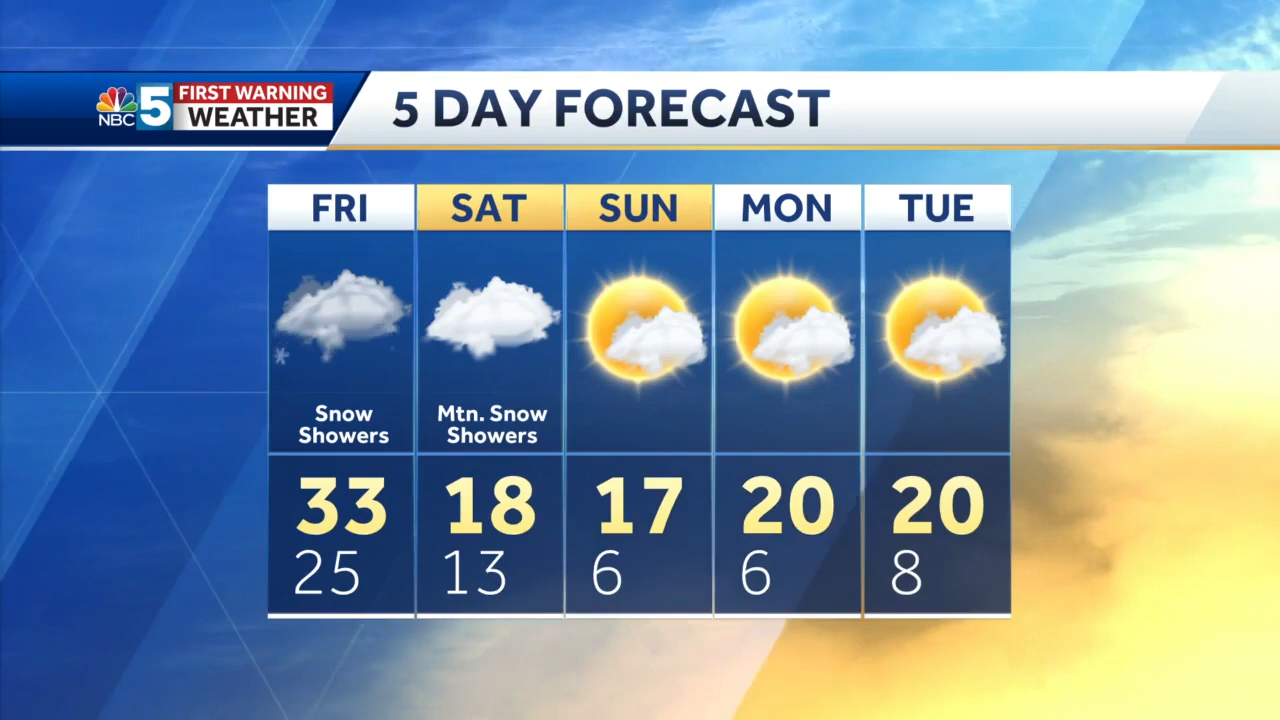 NBC 5 FIRST WARNING
WEATHER
5 DAY FORECAST
FRI SAT SUN MON TUE
Snow Showers
Mtn. Snow Showers
33 18 17 20 20
25 13 6 6 8